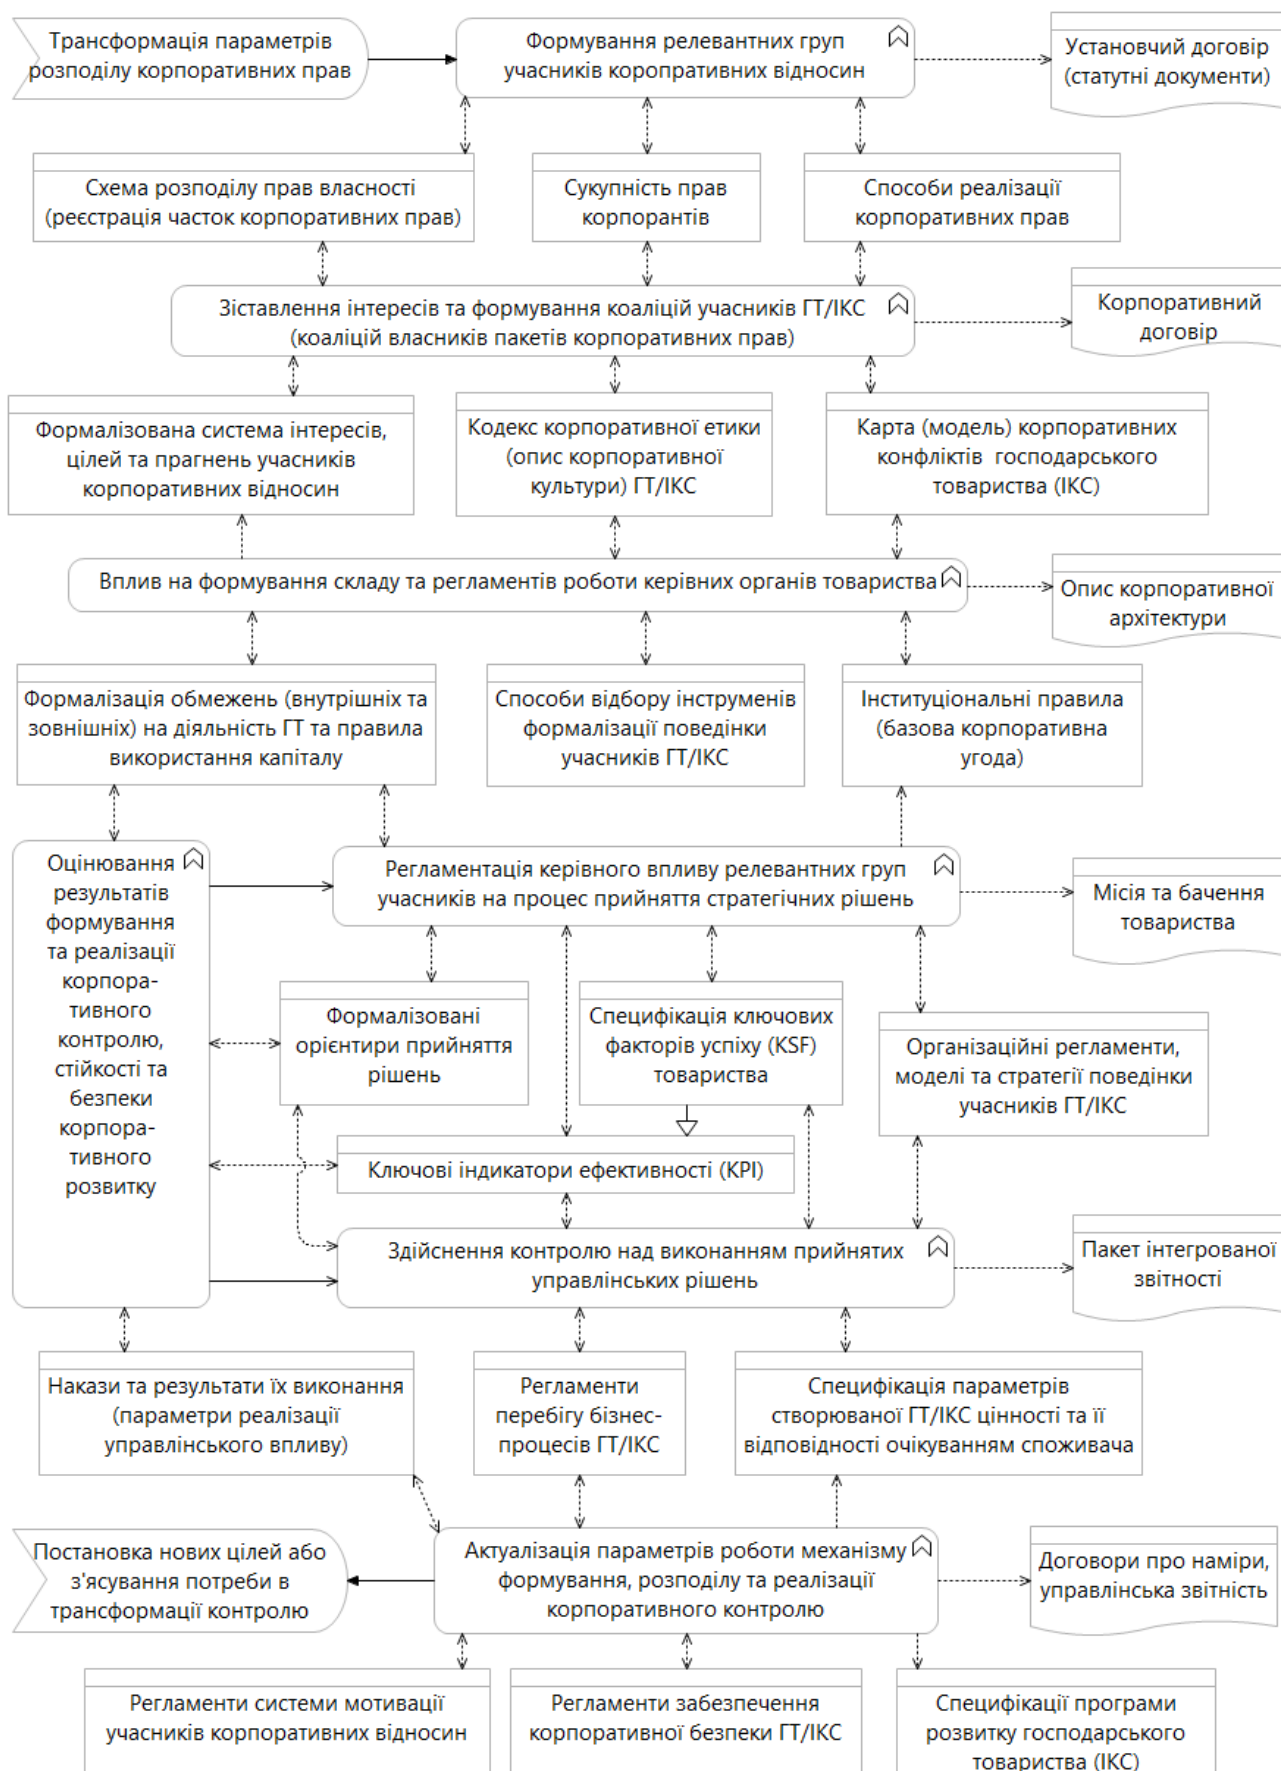 Трансформація параметрів
розподілу корпоративних прав
Формування релевантних груп
учасників коропративних відносин
Установчий договір
(статутні документи)
Схема розподілу прав власності
(реєстрація часток корпоративних прав)
Сукупність прав
корпорантів
Способи реалізації
корпоративних прав
Зіставлення інтересів та формування коаліцій учасників ГТ/ІКС
(коаліцій власників пакетів корпоративних прав)
Корпоративний
договір
Формалізована система інтересів,
цілей та прагнень учасників
корпоративних відносин
Кодекс корпоративної етики
(опис корпоративної
культури) ГТ/ІКС
Карта (модель) корпоративних
конфліктів господарського
товариства (ІКС)
Вплив на формування складу та регламентів роботи керівних органів товариства
Опис корпоративної
архітектури
Формалізація обмежень (внутрішніх та
зовнішніх) на діяльність ГТ та правила
використання капіталу
Способи відбору інструменів
формалізації поведінки
учасників ГТ/ІКС
Інституціональні правила
(базова корпоративна
угода)
Оцінювання
результатів
формування
та реалізації
корпора-
тивного
контролю,
стійкості та
безпеки
корпора-
тивного
розвитку
Регламентація керівного впливу релевантних груп
учасників на процес прийняття стратегічних рішень
Місія та бачення
товариства
Формалізовані
орієнтири прийняття
рішень
Специфікація ключових
факторів успіху (KSF)
товариства
Організаційні регламенти,
моделі та стратегії поведінки
учасників ГТ/ІКС
Ключові індикатори ефективності (KPI)
Здійснення контролю над виконанням прийнятих
управлінських рішень
Пакет інтегрованої
звітності
Накази та результати їх виконання
(параметри реалізації
управлінського впливу)
Регламенти
перебігу бізнес-
процесів ГТ/ІКС
Специфікація параметрів
створюваної ГТ/ІКС цінності та її
відповідності очікуванням споживача
Постановка нових цілей або
з'ясування потреби в
трансформації контролю
Актуалізація параметрів роботи механізму
формування, розподілу та реалізації
корпоративного контролю
Договори про наміри,
управлінська звітність
Регламенти системи мотивації
учасників корпоративних відносин
Регламенти забезпечення
корпоративної безпеки ГТ/ІКС
Специфікації програми
розвитку господарського
товариства (ІКС)